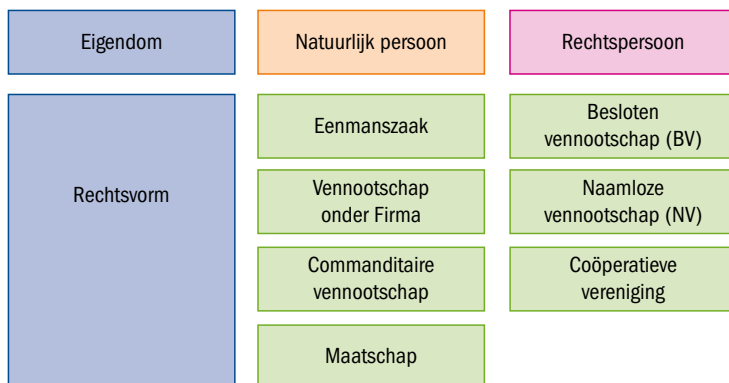 Eigendom
Natuurlijk persoon
Rechtspersoon
Rechtsvorm
Eenmanszaak
Besloten
vennootschap (BV)
Vennootschap
onder Firma
Naamloze
vennootschap (NV)
Commanditaire
vennootschap
Coöperatieve
vereniging
Maatschap